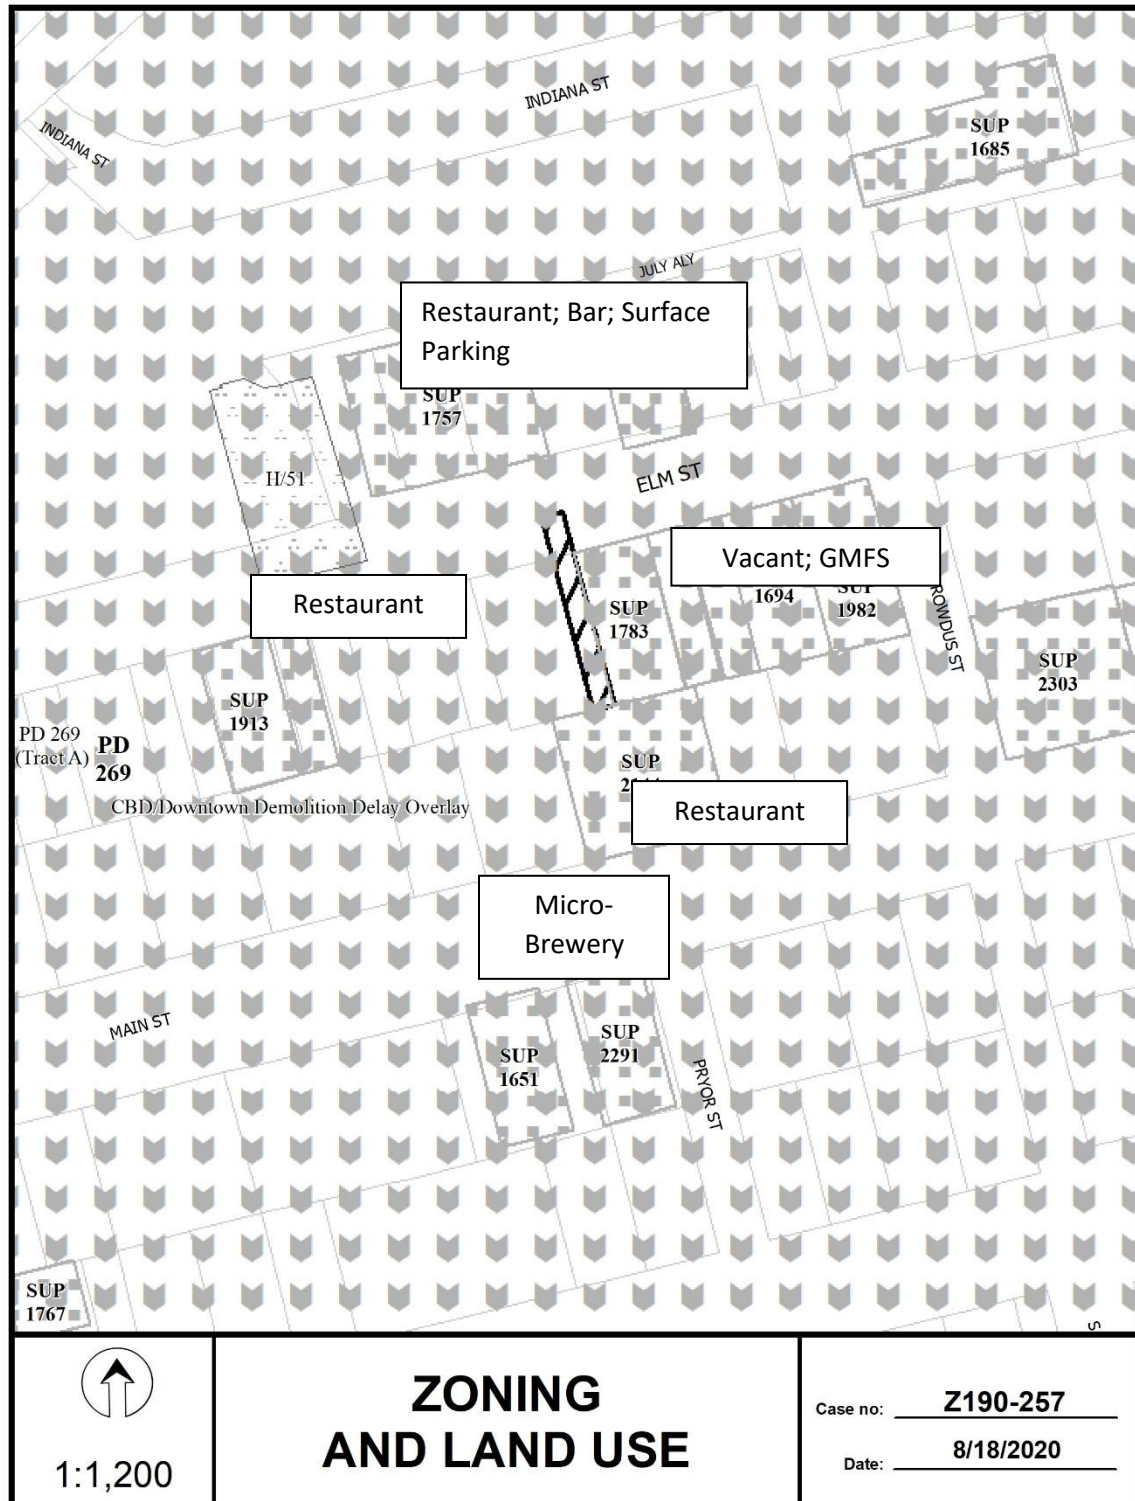 INDIANA ST
INDIANA ST
SUP
1685
JULY ALY
Restaurant; Bar; Surface
Parking
SUP
1757
ELM ST
H/51
Vacant; GMFS
Restaurant
SUP
1783
1694
SUP
1982
ROWDUS ST
SUP
2303
SUP
1913
PD 269
(Tract A)
PD
269
SUP
CBD/Downtown Demolition Delay Overlay
Restaurant
Micro-
Brewery
MAIN ST
SUP
1651
SUP
2291
PRYOR ST
SUP
1767
S
1:1,200
ZONING
AND LAND USE
Case no: Z190-257
Date: 8/18/2020